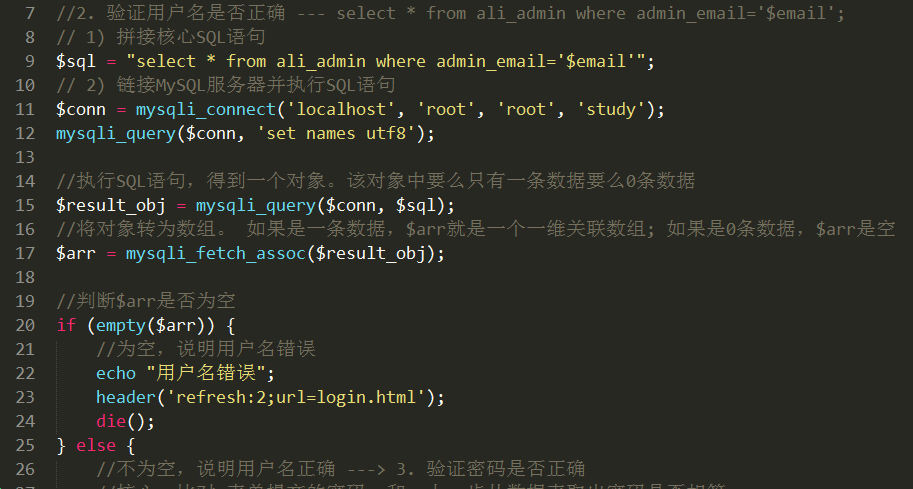 7 //2. 验证用户名是否正确 --- select * from ali_admin where admin_email='$email';
8 // 1) 拼接核心SQL语句
9 $sql = "select * from ali_admin where admin_email='$email'";
10 // 2) 链接MySQL服务器并执行SQL语句
11 $conn = mysqli_connect('localhost', 'root', 'root', 'study');
12 mysqli_query($conn, 'set names utf8');
13
14 //执行SQL语句，得到一个对象。该对象中要么只有一条数据要么0条数据
15 $result_obj = mysqli_query($conn, $sql);
16 //将对象转为数组。 如果是一条数据，$arr就是一个一维关联数组; 如果是0条数据，$arr是空
17 $arr = mysqli_fetch_assoc($result_obj);
18
19 //判断$arr是否为空
20 if (empty($arr)) {
21 //为空，说明用户名错误
22 echo "用户名错误";
23 header('refresh:2;url=login.html');
24 die();
25 } else {
26 //不为空，说明用户名正确 ---> 3. 验证密码是否正确